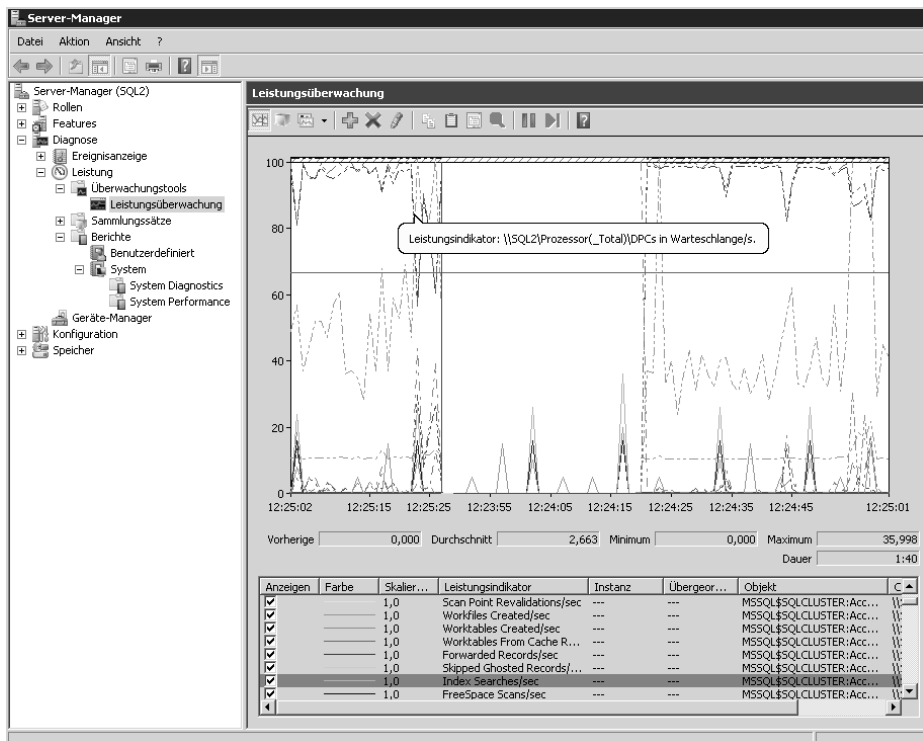 Server-Manager
Datei Aktion Ansicht ?
Server-Manager (SQL2)
Rollen
Features
Diagnose
Ereignisanzeige
Leistung
Überwachungstools
Leistungsüberwachung
Sammlungssätze
Berichte
Benutzerdefiniert
System
System Diagnostics
System Performance
Geräte-Manager
Konfiguration
Speicher
Leistungsüberwachung
100
80
Leistungsindikator: \\SQL2\Prozessor(_Total)\DPCs in Warteschlange/s.
60
40
20
0
12:25:02 12:25:15 12:25:25 12:23:55 12:24:05 12:24:15 12:24:25 12:24:35 12:24:45 12:25:01
Vorherige 0,000 Durchschnitt 2,663 Minimum 0,000 Maximum 35,998
Dauer 1:40
Anzeigen Farbe Skalier... Leistungsindikator Instanz Übergeor... Objekt C
1,0 Scan Point Revalidations/sec --- --- MSSQL$SQLCLUSTER:Acc...
1,0 Workfiles Created/sec --- --- MSSQL$SQLCLUSTER:Acc...
1,0 Worktables Created/sec --- --- MSSQL$SQLCLUSTER:Acc...
1,0 Worktables From Cache R... --- --- MSSQL$SQLCLUSTER:Acc...
1,0 Forwarded Records/sec --- --- MSSQL$SQLCLUSTER:Acc...
1,0 Skipped Ghosted Records/... --- --- MSSQL$SQLCLUSTER:Acc...
1,0 Index Searches/sec --- --- MSSQL$SQLCLUSTER:Acc...
1,0 FreeSpace Scans/sec --- --- MSSQL$SQLCLUSTER:Acc...